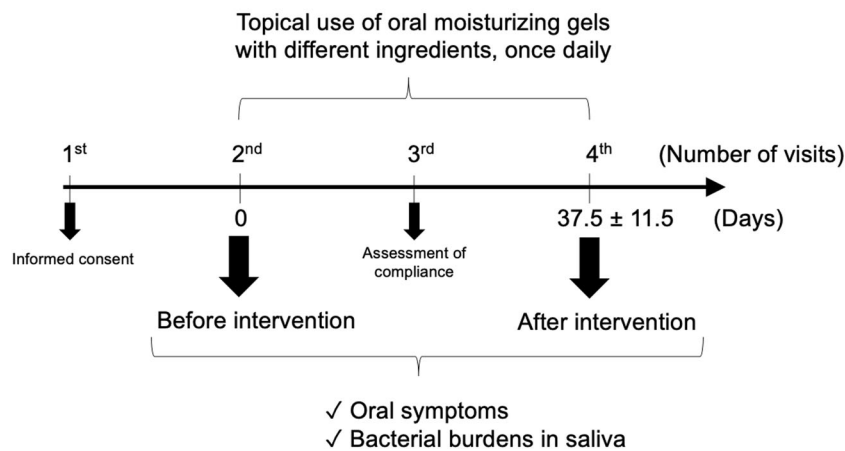 Topical use of oral moisturizing gels
with different ingredients, once daily
1st 2nd 3rd 4th (Number of visits)
0 37.5 ± 11.5 (Days)
Informed consent
Assessment of
compliance
Before intervention After intervention
✓ Oral symptoms
✓ Bacterial burdens in saliva